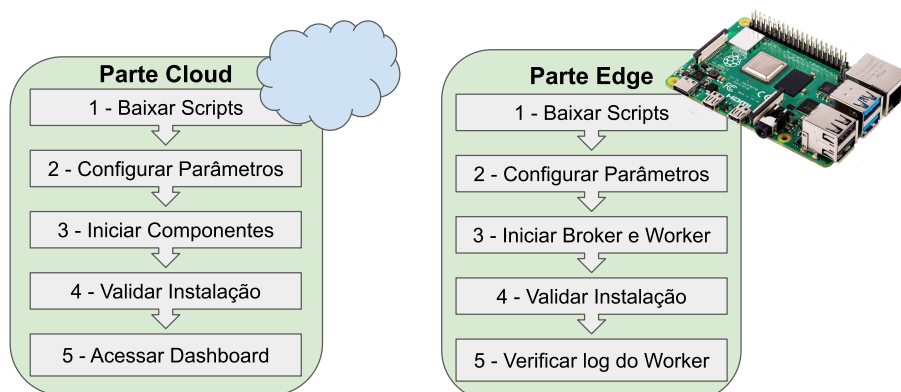 Parte Cloud
1 - Baixar Scripts
2 - Configurar Parâmetros
3 - Iniciar Componentes
4 - Validar Instalação
5 - Acessar Dashboard
Parte Edge
1 - Baixar Scripts
2 - Configurar Parâmetros
3 - Iniciar Broker e Worker
4 - Validar Instalação
5 - Verificar log do Worker
HDMI